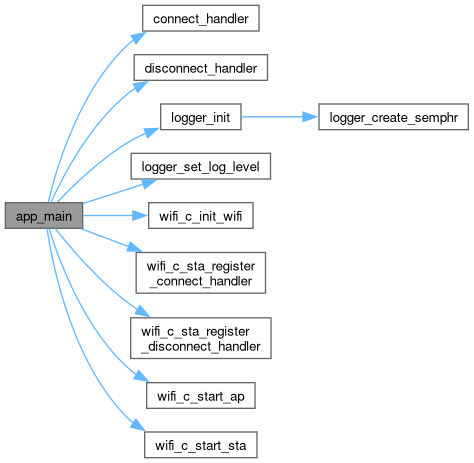 connect_handler
disconnect_handler
logger_init
logger_create_semphr
logger_set_log_level
app_main
wifi_c_init_wifi
wifi_c_sta_register
_connect_handler
wifi_c_sta_register
_disconnect_handler
wifi_c_start_ap
wifi_c_start_sta